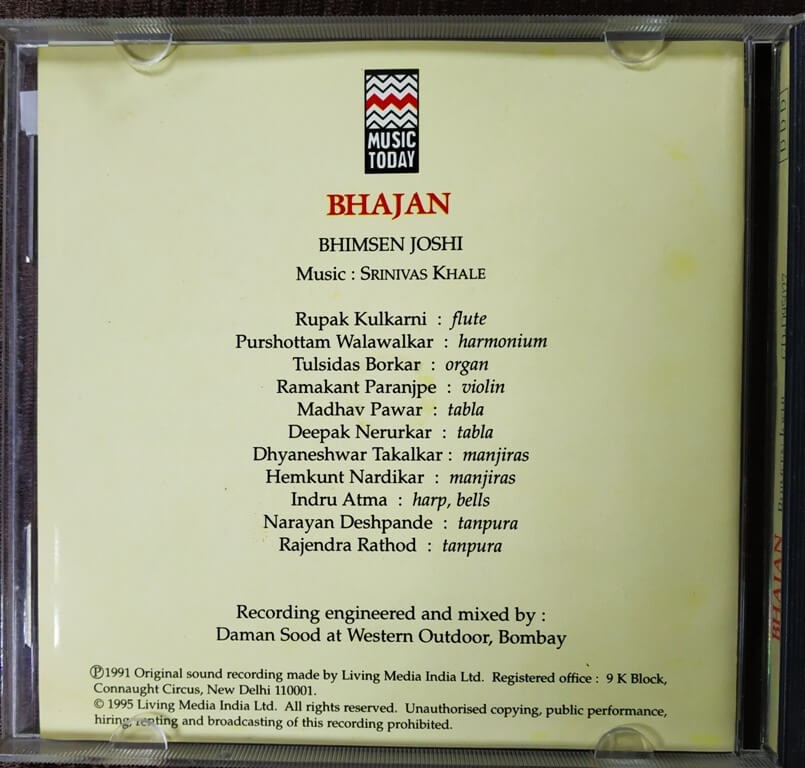 MUSIC
TODAY
BHAJAN
BHIMSEN JOSHI
Music : SRINIVAS KHALE
Rupak Kulkarni : flute
Purshottam Walawalkar : harmonium
Tulsidas Borkar : organ
Ramakant Paranjpe : violin
Madhav Pawar : tabla
Deepak Nerurkar : tabla
Dhyaneshwar Takalkar : manjiras
Hemkunt Nardikar : manjiras
Indru Atma : harp, bells
Narayan Deshpande : tanpura
Rajendra Rathod : tanpura
Recording engineered and mixed by :
Daman Sood at Western Outdoor, Bombay
Ⓟ1991 Original sound recording made by Living Media India Ltd. Registered office : 9 K Block,
Connaught Circus, New Delhi 110001.
© 1995 Living Media India Ltd. All rights reserved. Unauthorised copying, public performance,
hiring, renting and broadcasting of this recording prohibited.
BHAJAN